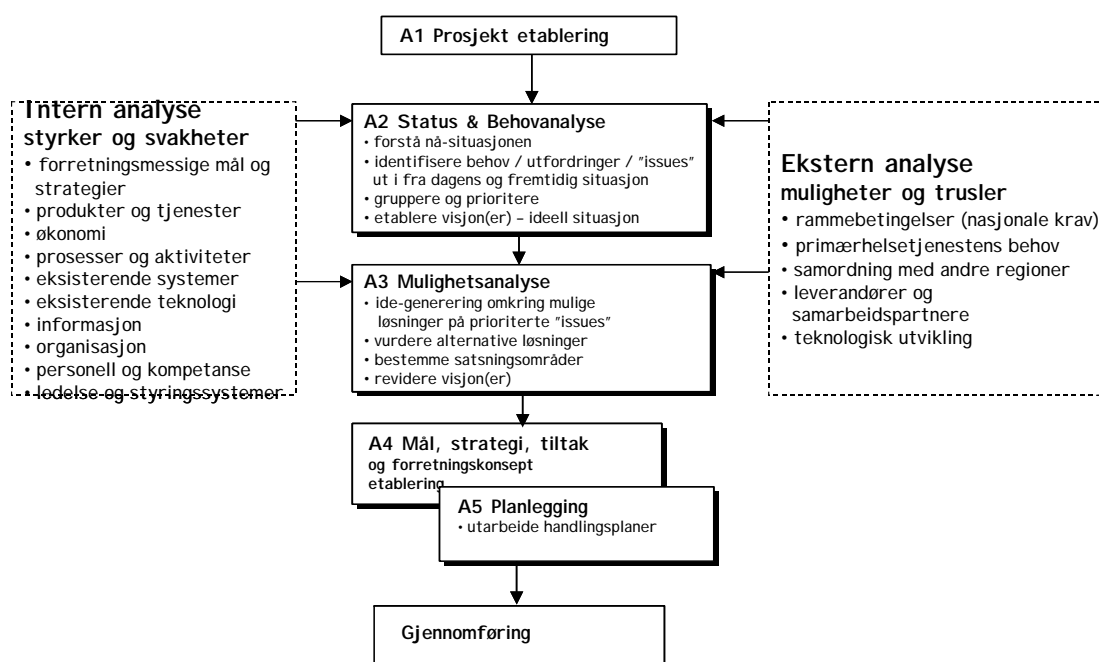 A1 Prosjekt etablering
Intern analyse
styrker og svakheter
• forretningsmessige mål og
strategier
• produkter og tjenester
• økonomi
• prosesser og aktiviteter
• eksisterende systemer
• eksisterende teknologi
• informasjon
• organisasjon
• personell og kompetanse
• ledelse og styringssystemer
A2 Status & Behovanalyse
• forstå nå-situasjonen
• identifisere behov / utfordringer / "issues"
ut i fra dagens og fremtidig situasjon
• gruppere og prioritere
• etablere visjon(er) – ideell situasjon
A3 Mulighetsanalyse
• ide-generering omkring mulige
løsninger på prioriterte "issues"
• vurdere alternative løsninger
• bestemme satsningsområder
• revidere visjon(er)
Ekstern analyse
muligheter og trusler
• rammebetingelser (nasjonale krav)
• primærhelsetjenestens behov
• samordning med andre regioner
• leverandører og
samarbeidspartnere
• teknologisk utvikling
A4 Mål, strategi, tiltak
og forretningskonsept
etablering
A5 Planlegging
• utarbeide handlingsplaner
Gjennomføring